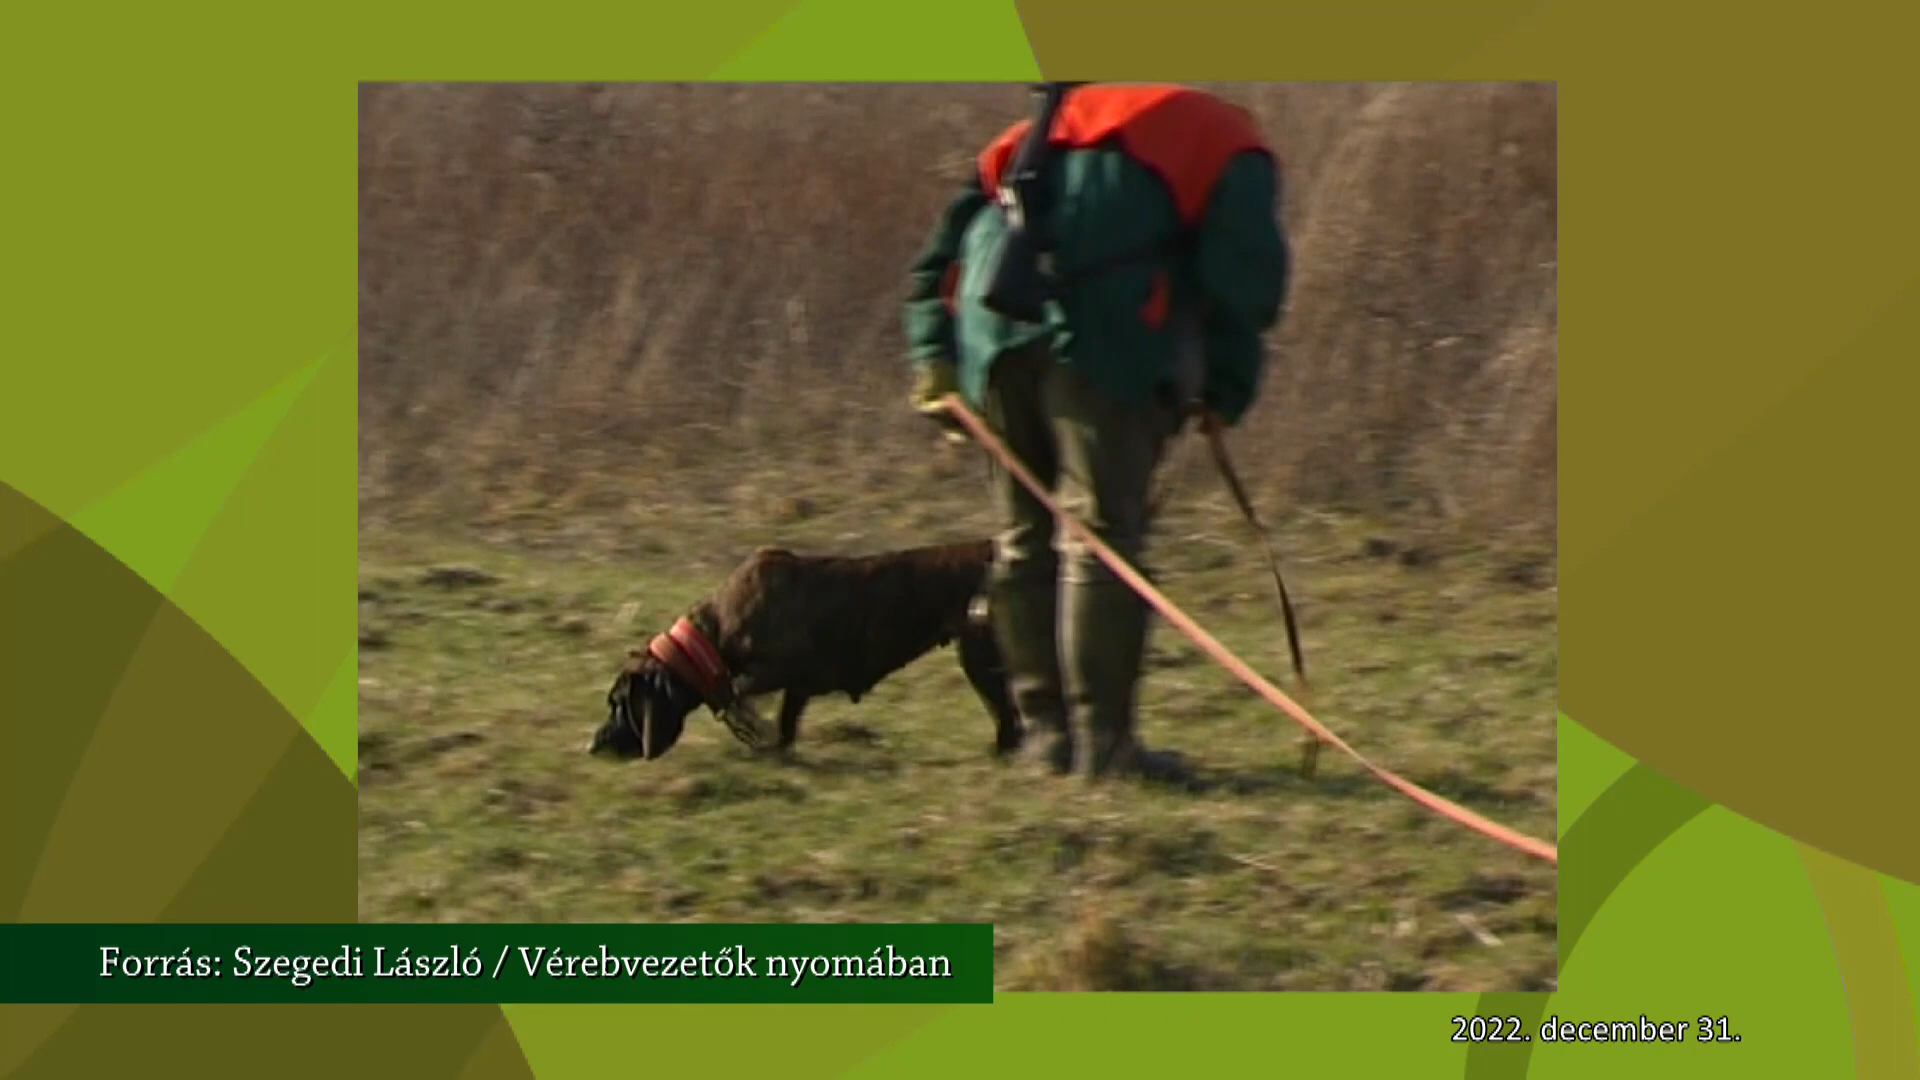 Forrás: Szegedi László / Vérebvezetők nyomában
2022. december 31.